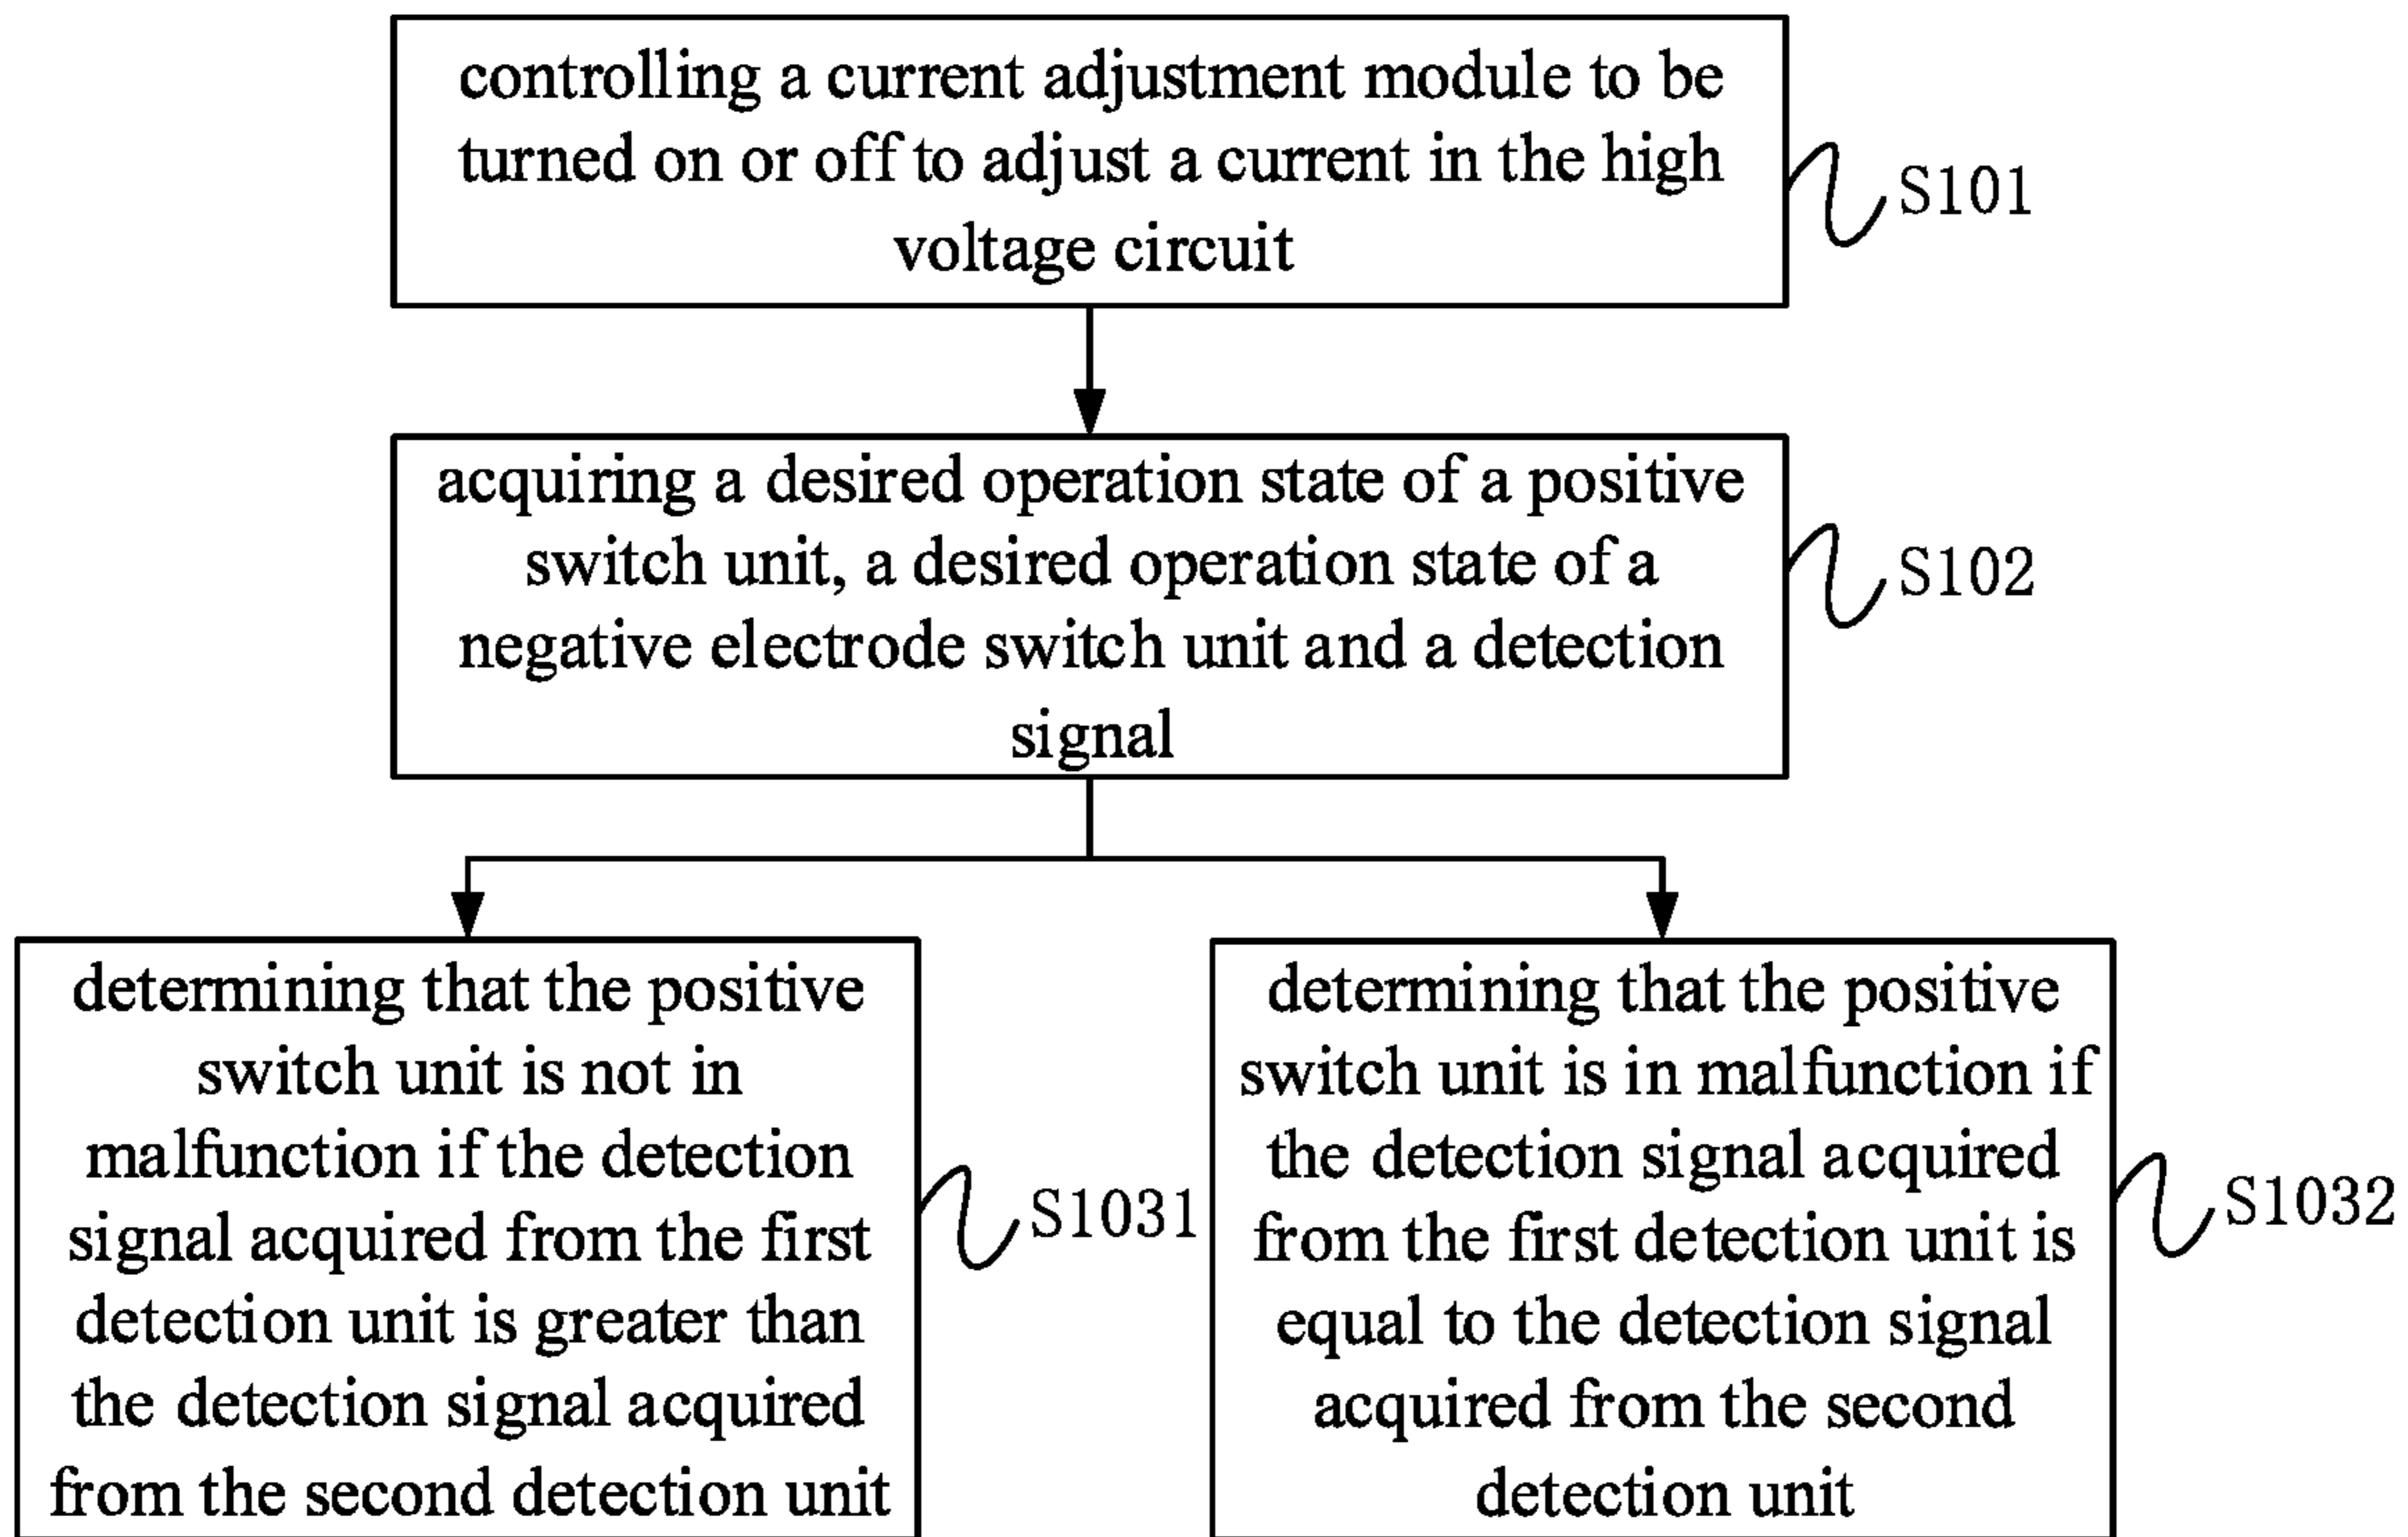 controlling a current adjustment module to be
turned on or off to adjust a current in the high
voltage circuit
S101
acquiring a desired operation state of a positive
switch unit, a desired operation state of a
negative electrode switch unit and a detection
signal
S102
determining that the positive
switch unit is not in
malfunction if the detection
signal acquired from the first
detection unit is greater than
the detection signal acquired
from the second detection unit
S1031
determining that the positive
switch unit is in malfunction if
the detection signal acquired
from the first detection unit is
equal to the detection signal
acquired from the second
detection unit
S1032